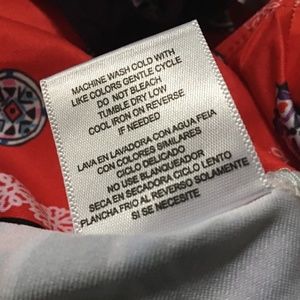 MACHINE WASH COLD WITH
LIKE COLORS GENTLE CYCLE
DO NOT BLEACH
TUMBLE DRY LOW
COOL IRON ON REVERSE
IF NEEDED
LAVA EN LAVADORA CON AGUA FEIA
CON COLORES SIMILARES
CICLO DELICADO
NO USE BLANQUEADOR
SECA EN SECADONA CICLO LENTO
PLANCHA FRIO AL REVERSO SOLAMENTE
SI SE NECESITE